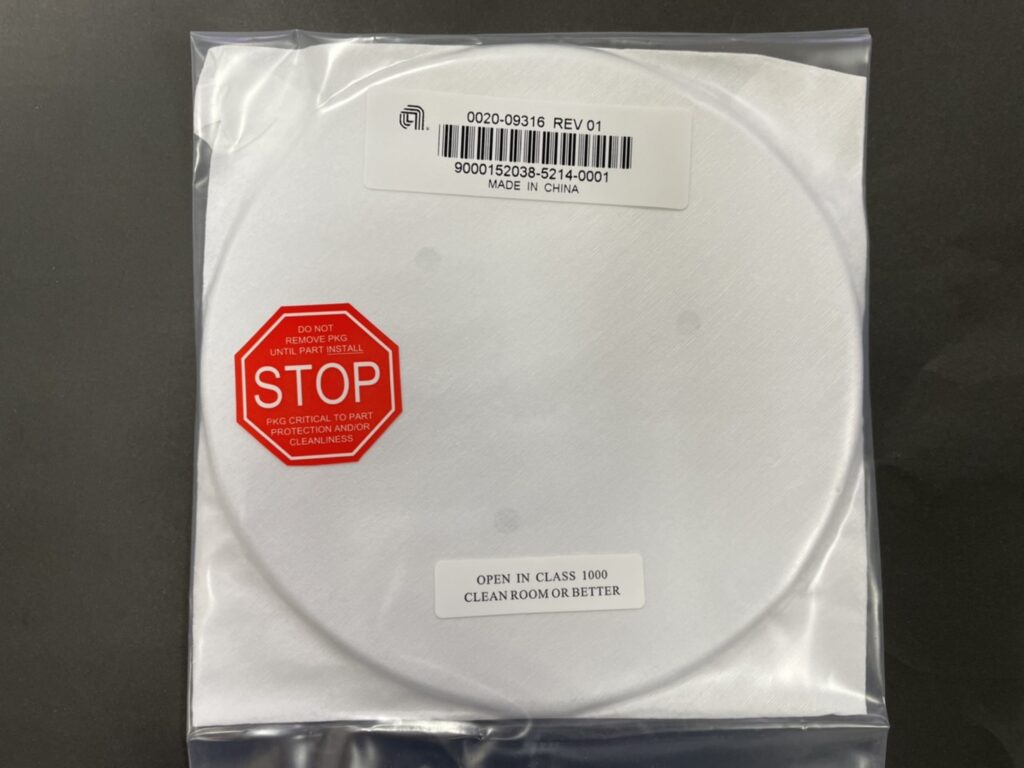 0020-09316 REV 01
9000152038-5214-0001
MADE IN CHINA
DO NOT
REMOVE PKG
UNTIL PART INSTALL
STOP
PKG CRITICAL TO PART
PROTECTION AND/OR
CLEANLINESS
OPEN IN CLASS 1000
CLEAN ROOM OR BETTER